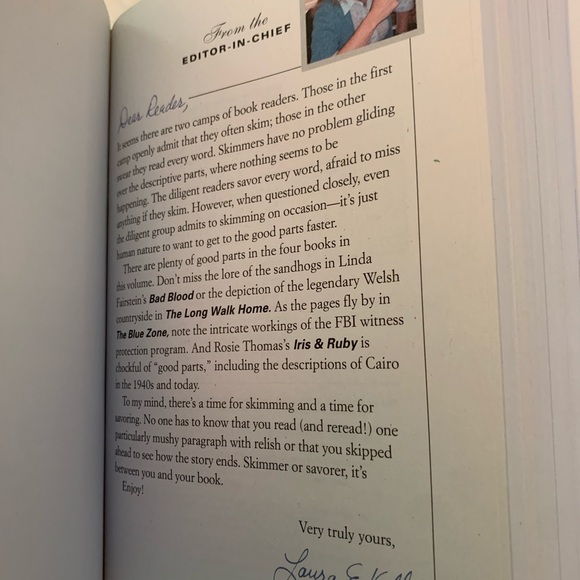 From the
EDITOR-IN-CHIEF
Dear Reader,
It seems there are two camps of book readers. Those in the first
camp openly admit that they often skim; those in the other
swear they read every word. Skimmers have no problem gliding
over the descriptive parts, where nothing seems to be
happening. The diligent readers savor every word, afraid to miss
anything if they skim. However, when questioned closely, even
the diligent group admits to skimming on occasion—it's just
human nature to want to get to the good parts faster.
There are plenty of good parts in the four books in
this volume. Don't miss the lore of the sandhogs in Linda
Fairstein's Bad Blood or the depiction of the legendary Welsh
countryside in The Long Walk Home. As the pages fly by in
The Blue Zone, note the intricate workings of the FBI witness
protection program. And Rosie Thomas's Iris & Ruby is
chockful of "good parts," including the descriptions of Cairo
in the 1940s and today.
To my mind, there's a time for skimming and a time for
savoring. No one has to know that you read (and reread!) one
particularly mushy paragraph with relish or that you skipped
ahead to see how the story ends. Skimmer or savorer, it's
between you and your book.
Enjoy!
Very truly yours,
Laura E.